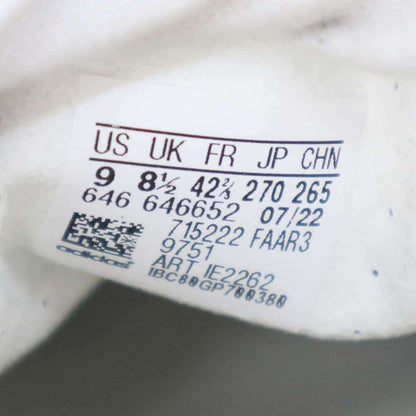 US UK FR JP CHN
9 8½ 42⅔ 270 265
646 646652 07/22
715222 FAAR3
9751
ART IE2262
1BC80GP700380
adidas